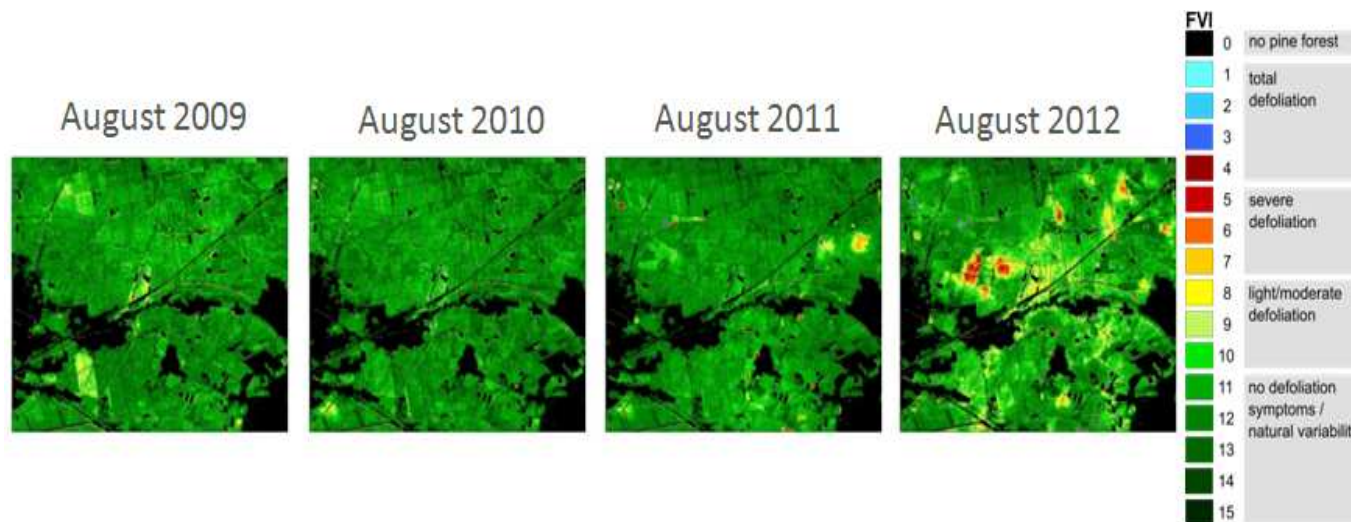 August 2009
August 2010
August 2011
August 2012
FVI
0 no pine forest
1 total
2 defoliation
3
4
5 severe
6 defoliation
7
8 light/moderate
9 defoliation
10
11 no defoliation
12 symptoms /
natural variabilit
13
14
15